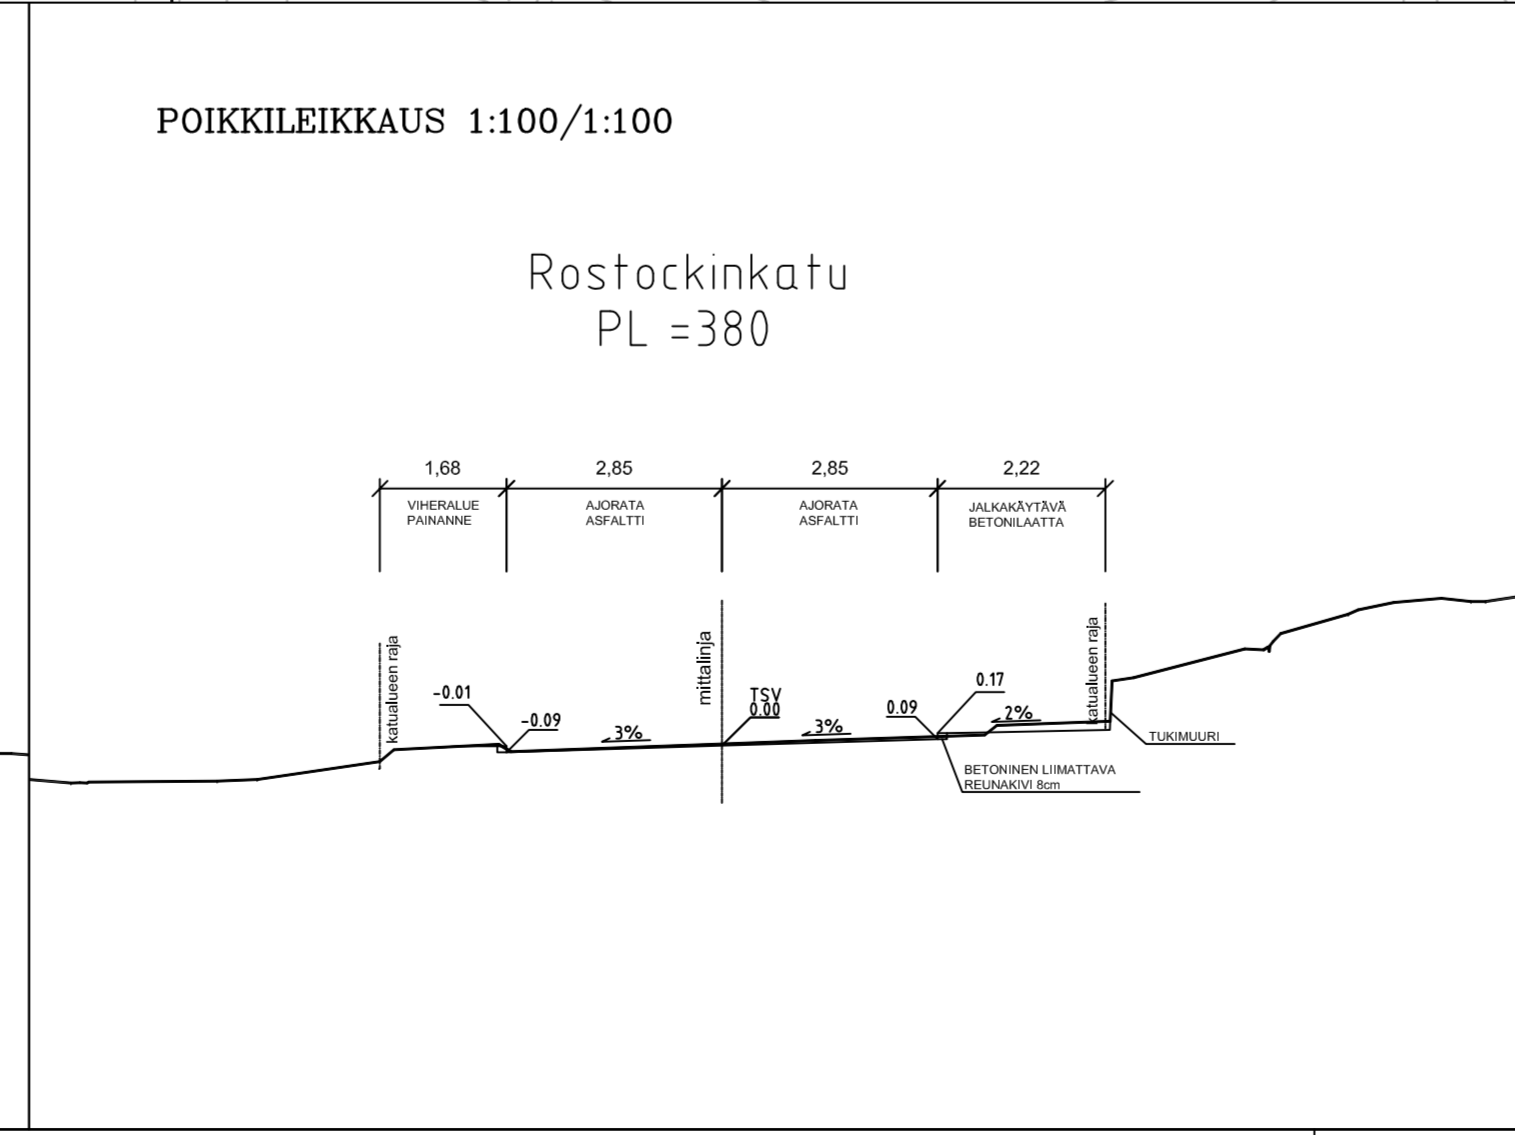 POIKKILEIKKAUS 1:100/1:100
Rostockinkatu
PL =380
1,68
2,85
2,85
2,22
VIHERALUE
PAINANNE
AJORATA
ASFALTTI
AJORATA
ASFALTTI
JALKAKÄYTÄVÄ
BETONILAATTA
katualueen raja
-0.01
-0.09
3%
mittalinja
TSV
0.00
3%
0.09
0.17
2%
katualueen raja
TUKIMUURI
BETONINEN LIIMATTAVA
REUNAKIVI 8cm